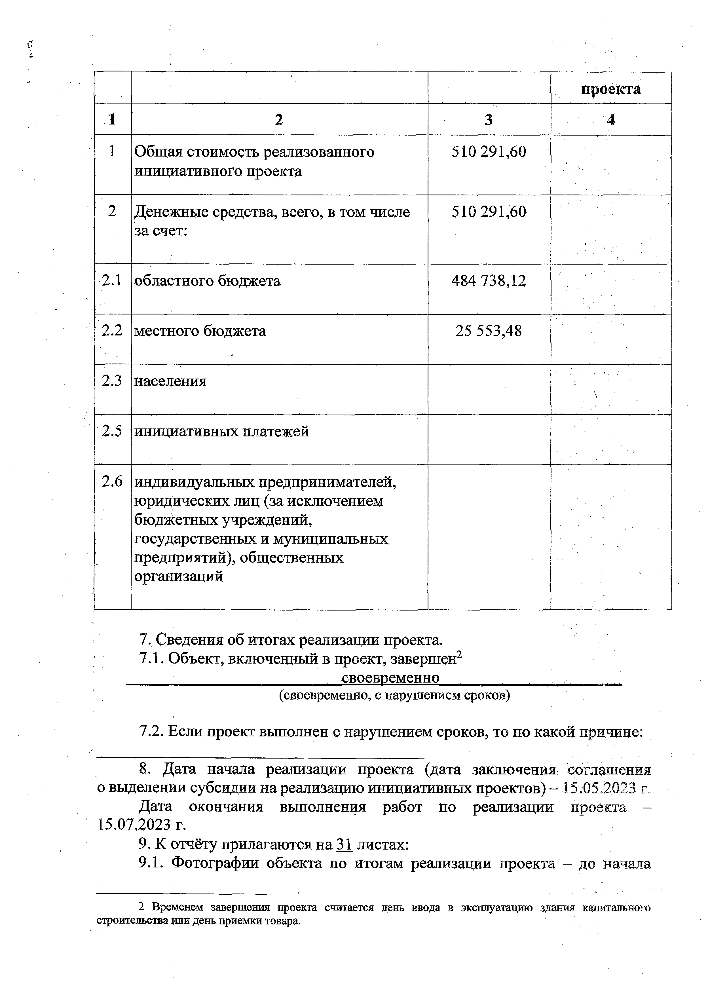 проекта
1 2 3 4
1 Общая стоимость реализованного 510 291,60
инициативного проекта
2 Денежные средства, всего, в том числе 510 291,60
за счет:
2.1 областного бюджета 484 738,12
2.2 местного бюджета 25 553,48
2.3 населения
2.5 инициативных платежей
2.6 индивидуальных предпринимателей,
юридических лиц (за исключением
бюджетных учреждений,
государственных и муниципальных
предприятий), общественных
организаций
7. Сведения об итогах реализации проекта.
7.1. Объект, включенный в проект, завершен²
своевременно
(своевременно, с нарушением сроков)
7.2. Если проект выполнен с нарушением сроков, то по какой причине:
8. Дата начала реализации проекта (дата заключения соглашения
о выделении субсидии на реализацию инициативных проектов) – 15.05.2023 г.
Дата окончания выполнения работ по реализации проекта –
15.07.2023 г.
9. К отчёту прилагаются на 31 листах:
9.1. Фотографии объекта по итогам реализации проекта – до начала
2 Временем завершения проекта считается день ввода в эксплуатацию здания капитального
строительства или день приемки товара.